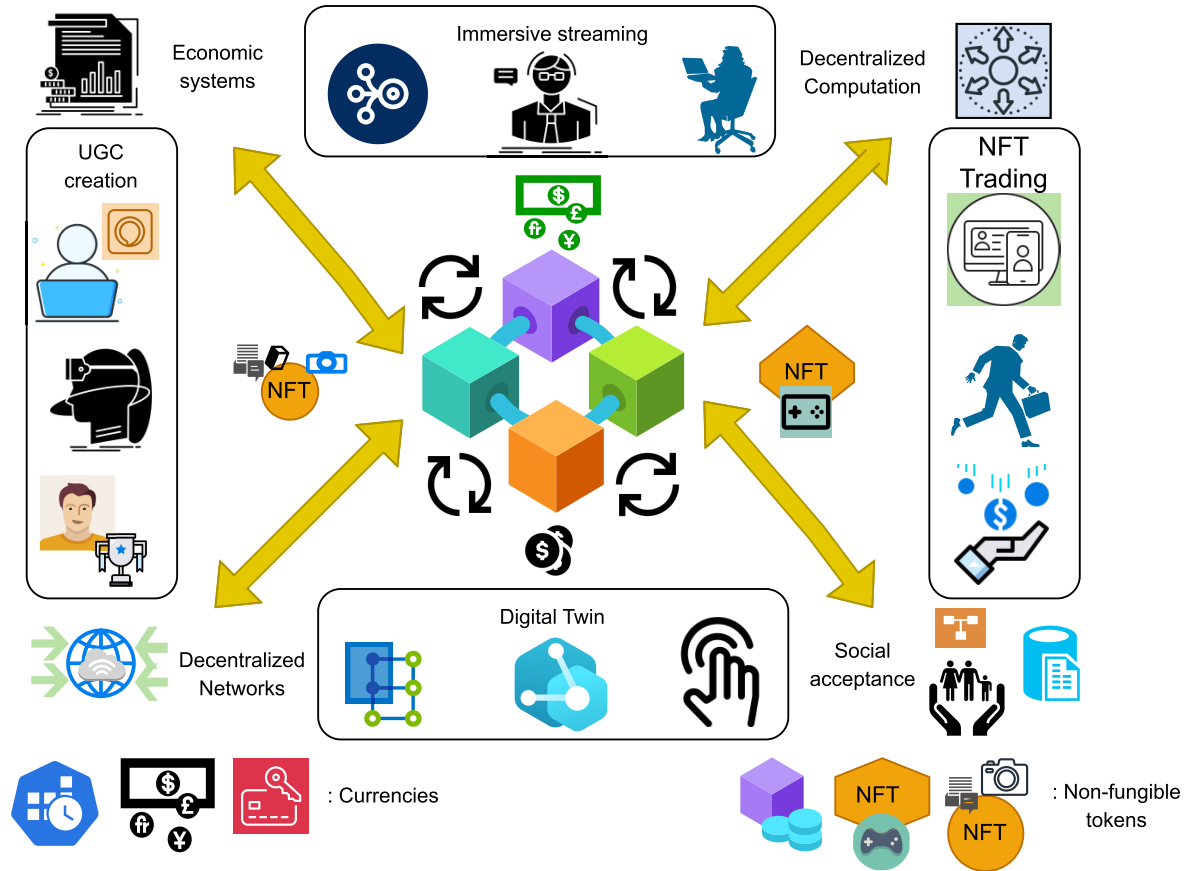 Economic
systems
Immersive streaming
Decentralized
Computation
UGC
creation
NFT
Trading
NFT
NFT
Digital Twin
Decentralized
Networks
Social
acceptance
: Currencies
NFT
NFT
: Non-fungible
tokens